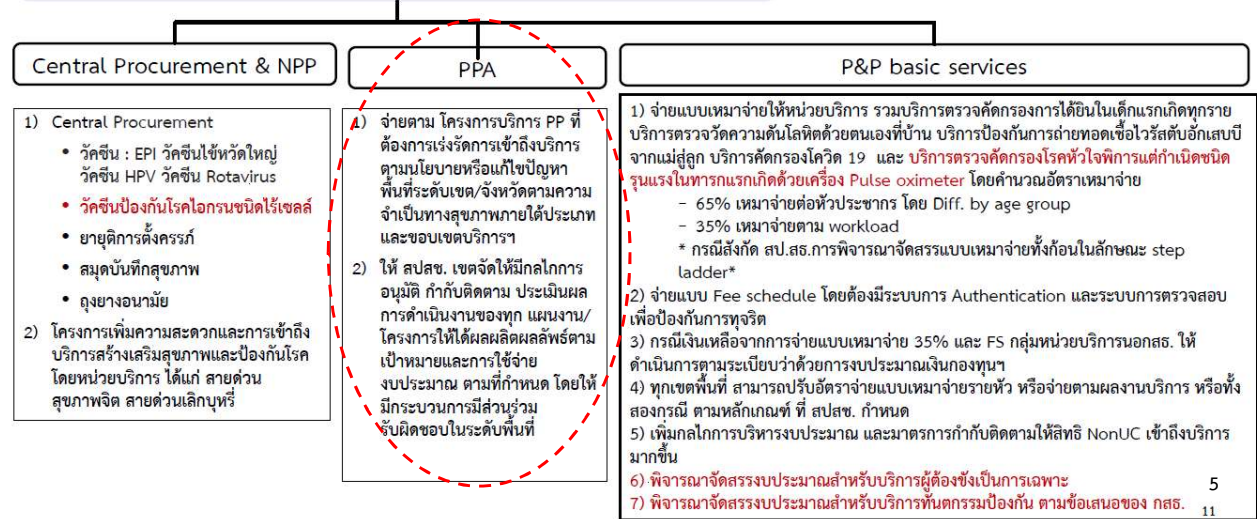 Central Procurement & NPP
PPA
P&P basic services
1) Central Procurement
• วัคซีน : EPI วัคซีนไข้หวัดใหญ่
วัคซีน HPV วัคซีน Rotavirus
• วัคซีนป้องกันโรคไอกรนชนิดไร้เซลล์
• ยายุติการตั้งครรภ์
• สมุดบันทึกสุขภาพ
• ถุงยางอนามัย
2) โครงการเพิ่มความสะดวกและการเข้าถึง
บริการสร้างเสริมสุขภาพและป้องกันโรค
โดยหน่วยบริการ ได้แก่ สายด่วน
สุขภาพจิต สายด่วนเลิกบุหรี่
1) จ่ายตาม โครงการบริการ PP ที่
ต้องการเร่งรัดการเข้าถึงบริการ
ตามนโยบายหรือแก้ไขปัญหา
พื้นที่ระดับเขต/จังหวัดตามความ
จำเป็นทางสุขภาพภายใต้ประเภท
และขอบเขตบริการฯ
2) ให้ สปสช. เขตจัดให้มีกลไกการ
อนุมัติ กำกับติดตาม ประเมินผล
การดำเนินงานของทุก แผนงาน/
โครงการให้ได้ผลผลิตผลลัพธ์ตาม
เป้าหมายและการใช้จ่าย
งบประมาณ ตามที่กำหนด โดยให้
มีกระบวนการมีส่วนร่วม
รับผิดชอบในระดับพื้นที่
1) จ่ายแบบเหมาจ่ายให้หน่วยบริการ รวมบริการตรวจคัดกรองการได้ยินในเด็กแรกเกิดทุกราย
บริการตรวจวัดความดันโลหิตด้วยตนเองที่บ้าน บริการป้องกันการถ่ายทอดเชื้อไวรัสตับอักเสบบี
จากแม่สู่ลูก บริการคัดกรองโควิด 19 และ บริการตรวจคัดกรองโรคหัวใจพิการแต่กำเนิดชนิด
รุนแรงในทารกแรกเกิดด้วยเครื่อง Pulse oximeter โดยคำนวณอัตราเหมาจ่าย
- 65% เหมาจ่ายต่อหัวประชากร โดย Diff. by age group
- 35% เหมาจ่ายตาม workload
* กรณีสังกัด สป.สธ.การพิจารณาจัดสรรแบบเหมาจ่ายทั้งก้อนในลักษณะ step
ladder*
2) จ่ายแบบ Fee schedule โดยต้องมีระบบการ Authentication และระบบการตรวจสอบ
เพื่อป้องกันการทุจริต
3) กรณีเงินเหลือจากการจ่ายแบบเหมาจ่าย 35% และ FS กลุ่มหน่วยบริการนอกสธ. ให้
ดำเนินการตามระเบียบว่าด้วยการงบประมาณเงินกองทุนฯ
4) ทุกเขตพื้นที่ สามารถปรับอัตราจ่ายแบบเหมาจ่ายรายหัว หรือจ่ายตามผลงานบริการ หรือทั้ง
สองกรณี ตามหลักเกณฑ์ ที่ สปสช. กำหนด
5) เพิ่มกลไกการบริหารงบประมาณ และมาตรการกำกับติดตามให้สิทธิ NonUC เข้าถึงบริการ
มากขึ้น
6) พิจารณาจัดสรรงบประมาณสำหรับบริการผู้ต้องขังเป็นการเฉพาะ
7) พิจารณาจัดสรรงบประมาณสำหรับบริการทันตกรรมป้องกัน ตามข้อเสนอของ กสธ.
5
11